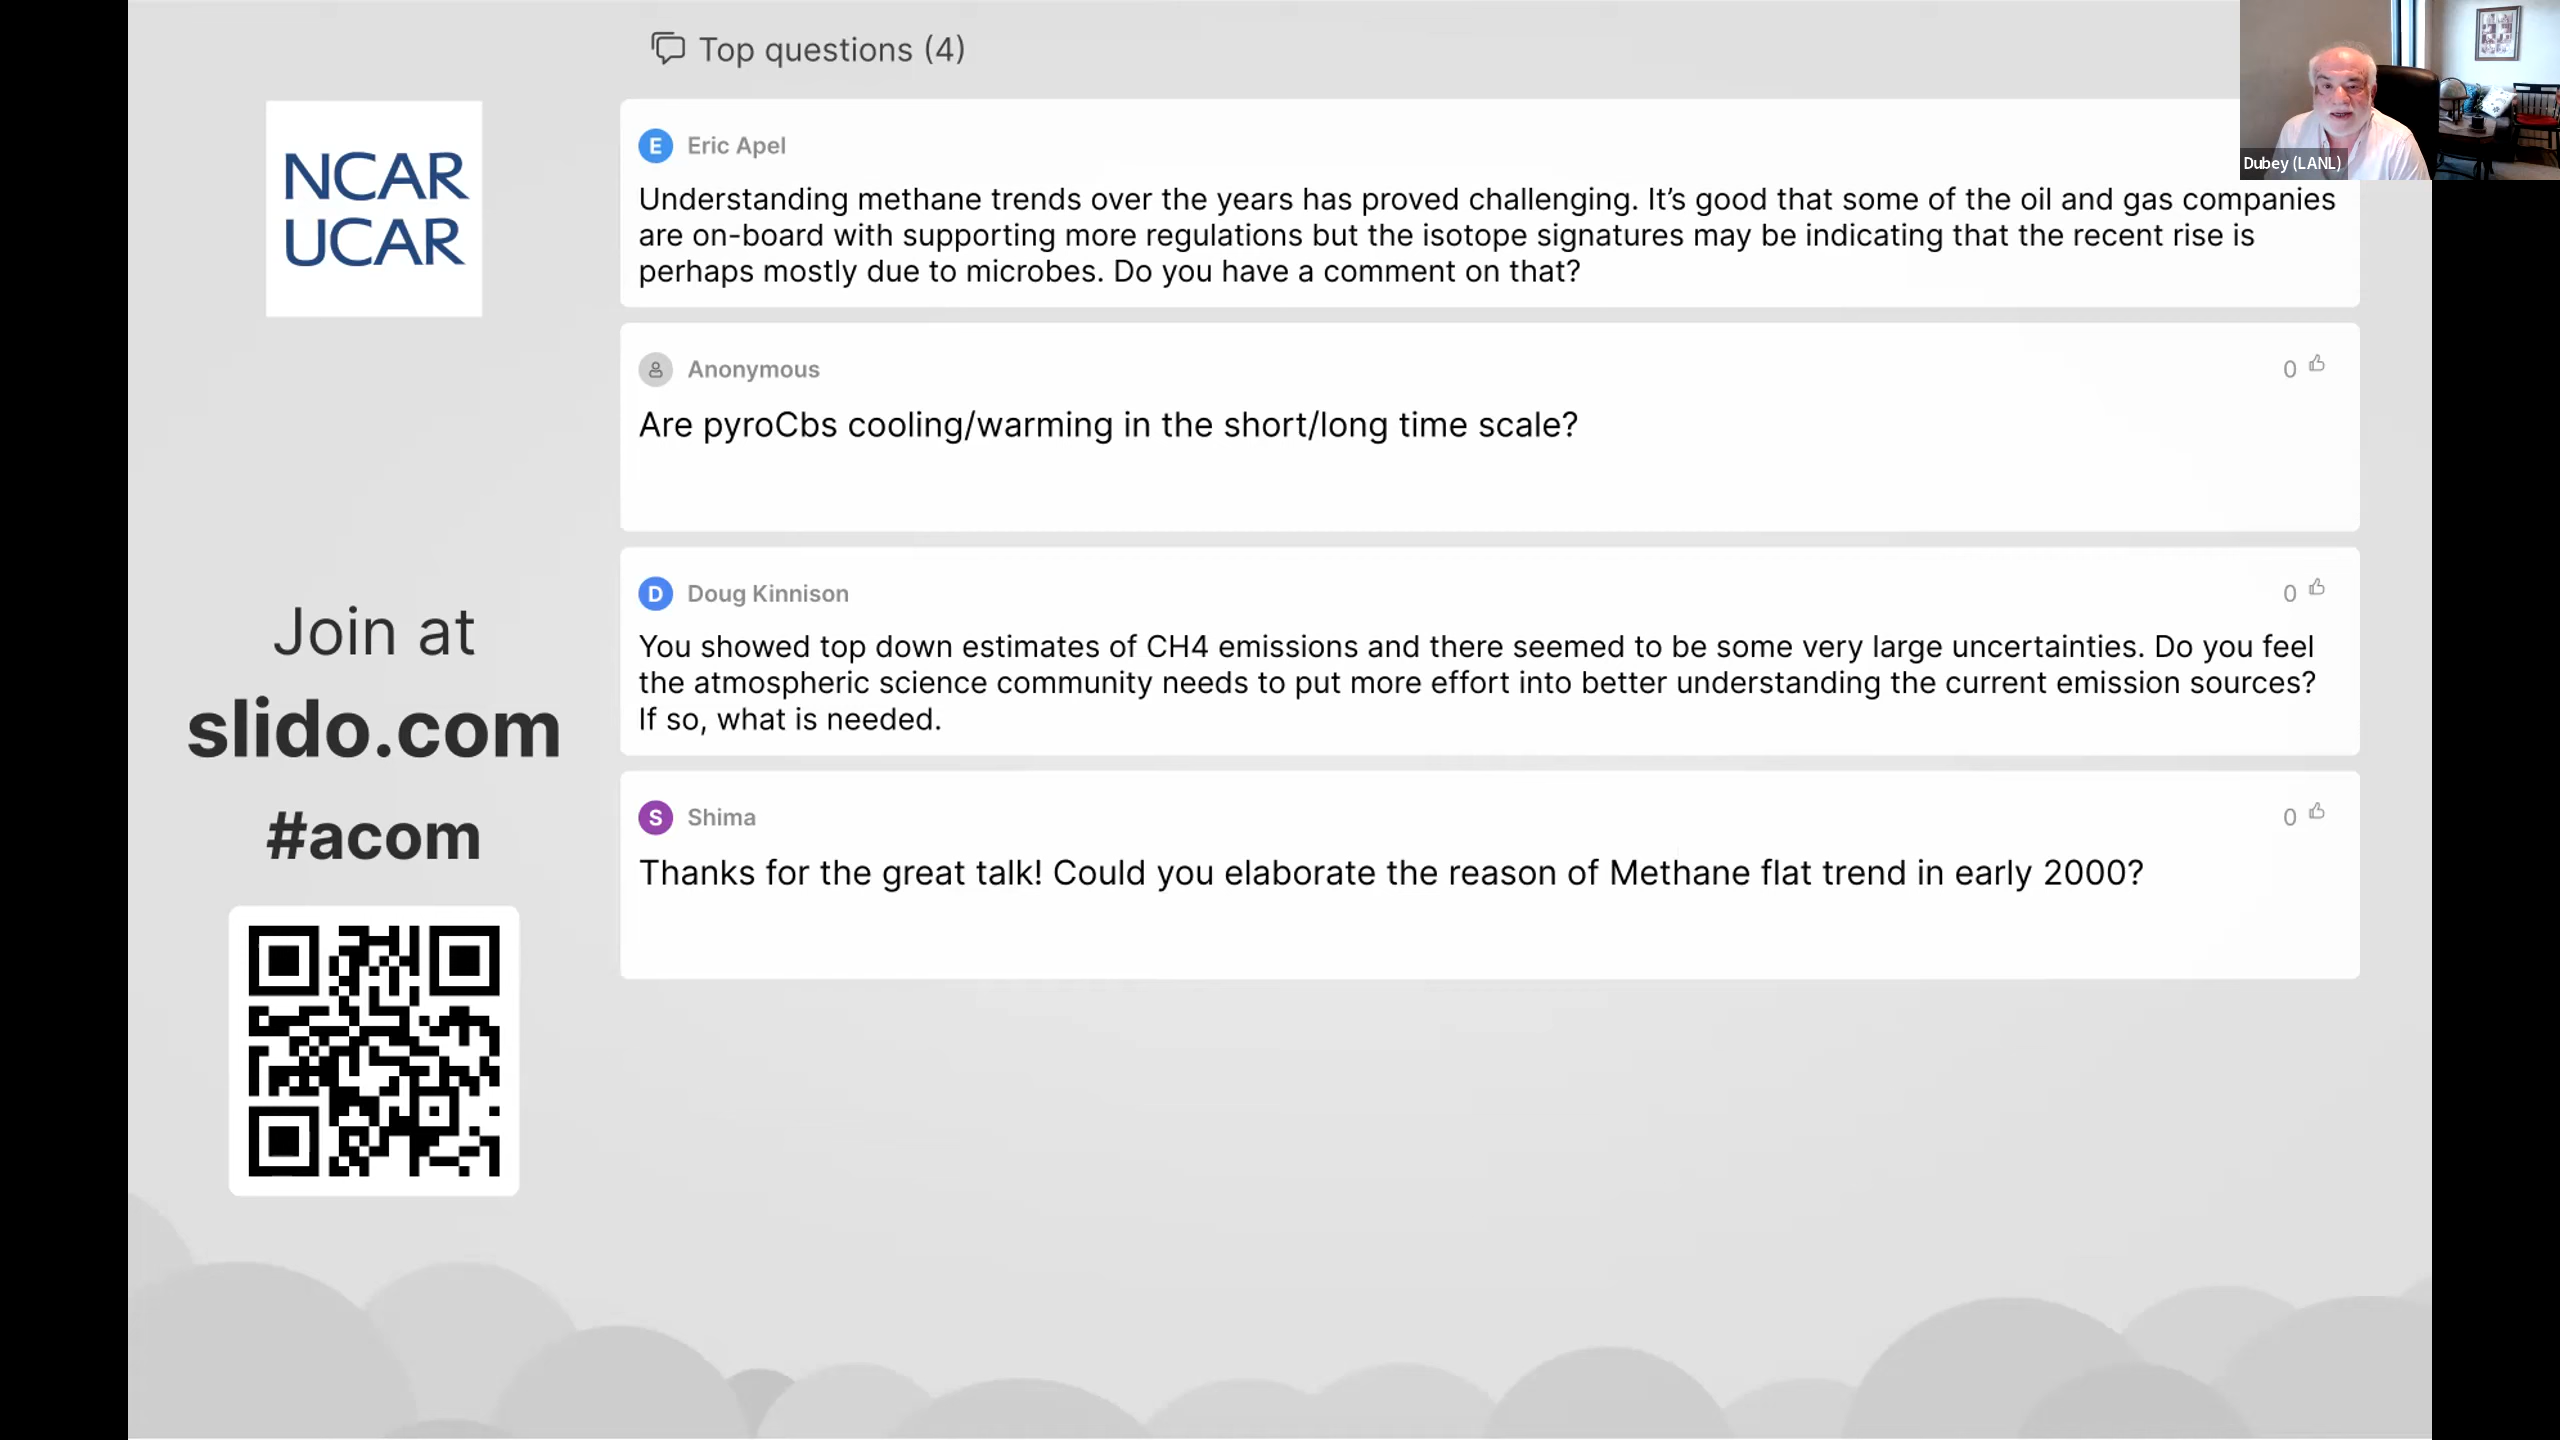 Top questions (4)
NCAR
UCAR
E Eric Apel
Understanding methane trends over the years has proved challenging. It’s good that some of the oil and gas companies
are on-board with supporting more regulations but the isotope signatures may be indicating that the recent rise is
perhaps mostly due to microbes. Do you have a comment on that?
Anonymous
0
Are pyroCbs cooling/warming in the short/long time scale?
D Doug Kinnison
0
You showed top down estimates of CH4 emissions and there seemed to be some very large uncertainties. Do you feel
the atmospheric science community needs to put more effort into better understanding the current emission sources?
If so, what is needed.
S Shima
0
Thanks for the great talk! Could you elaborate the reason of Methane flat trend in early 2000?
Join at
slido.com
#acom
Dubey (LANL)